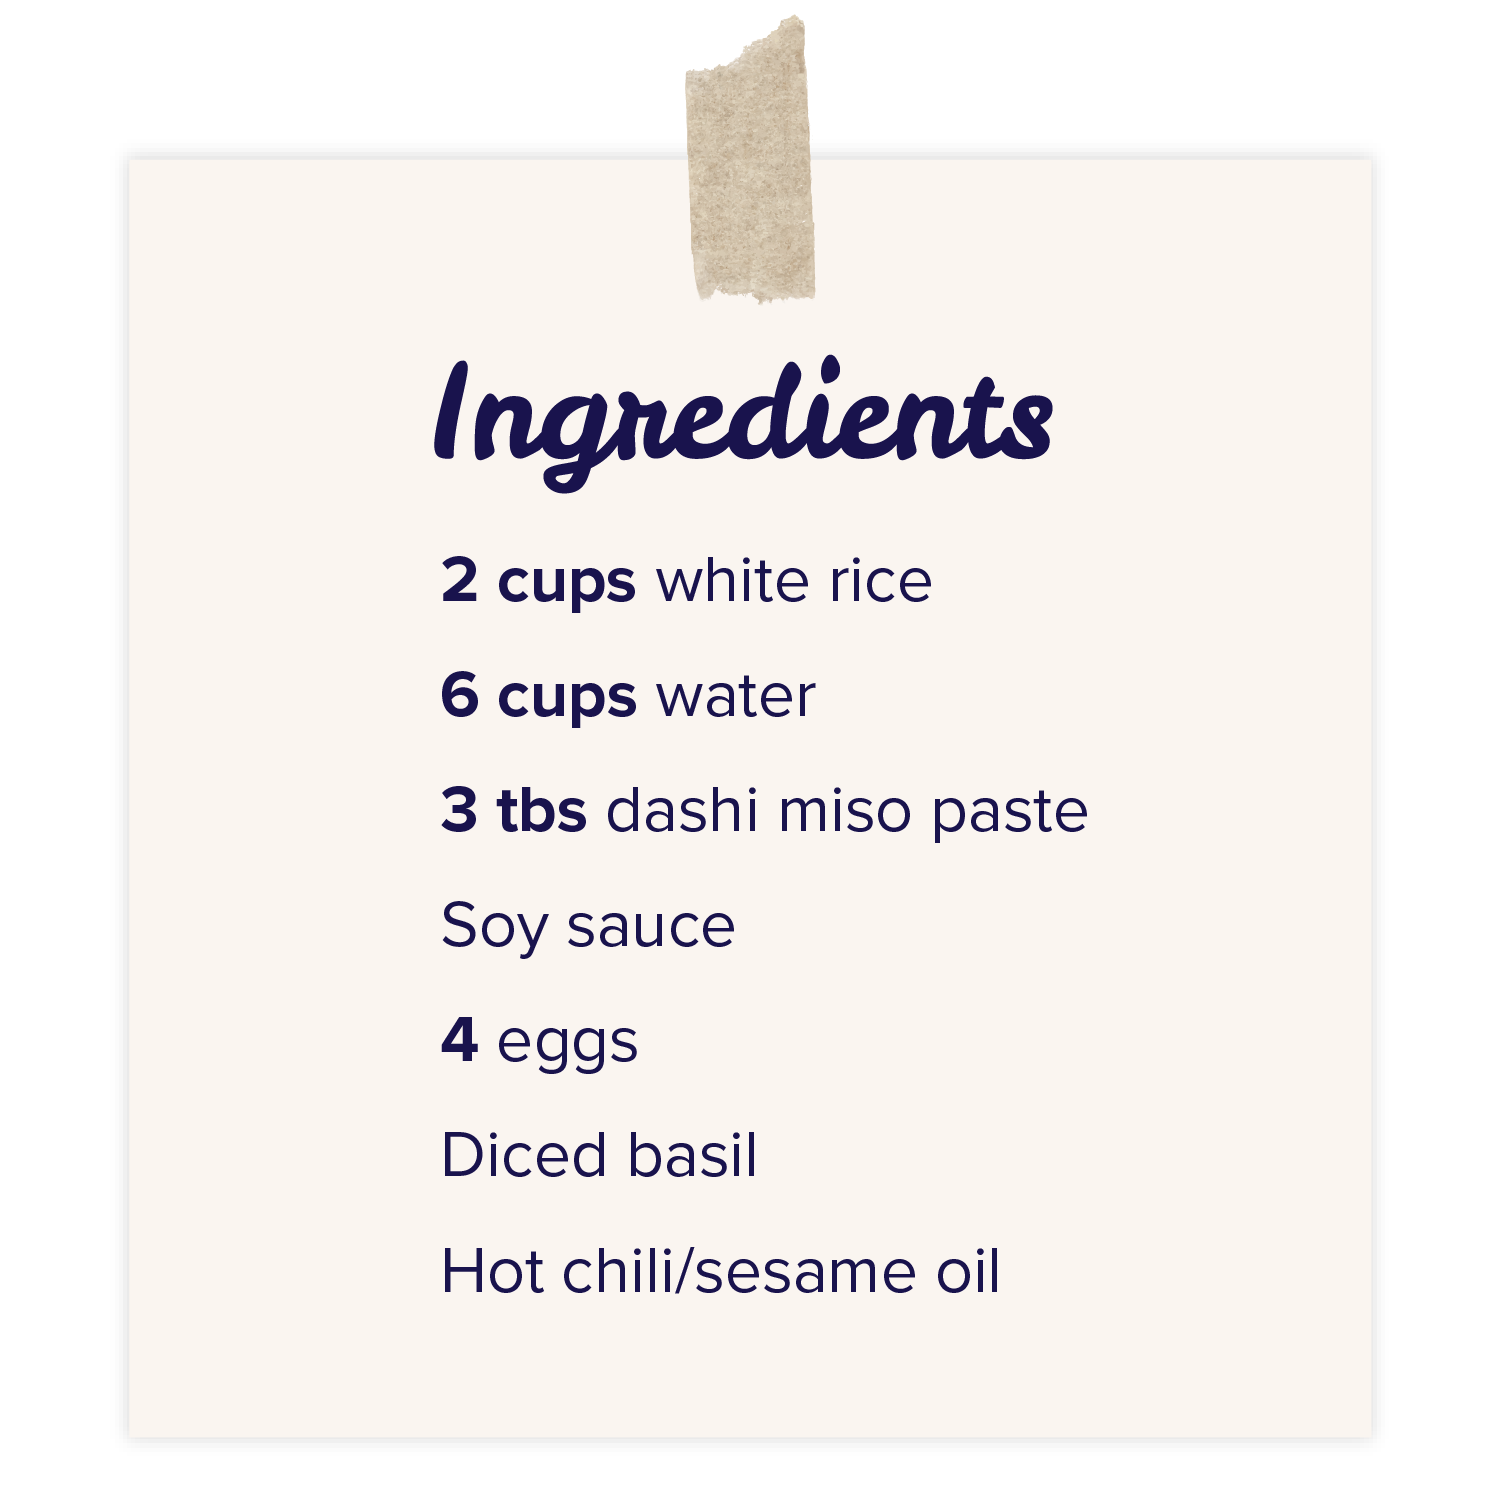 Ingredients
2 cups white rice
6 cups water
3 tbs dashi miso paste
Soy sauce
4 eggs
Diced basil
Hot chili/sesame oil